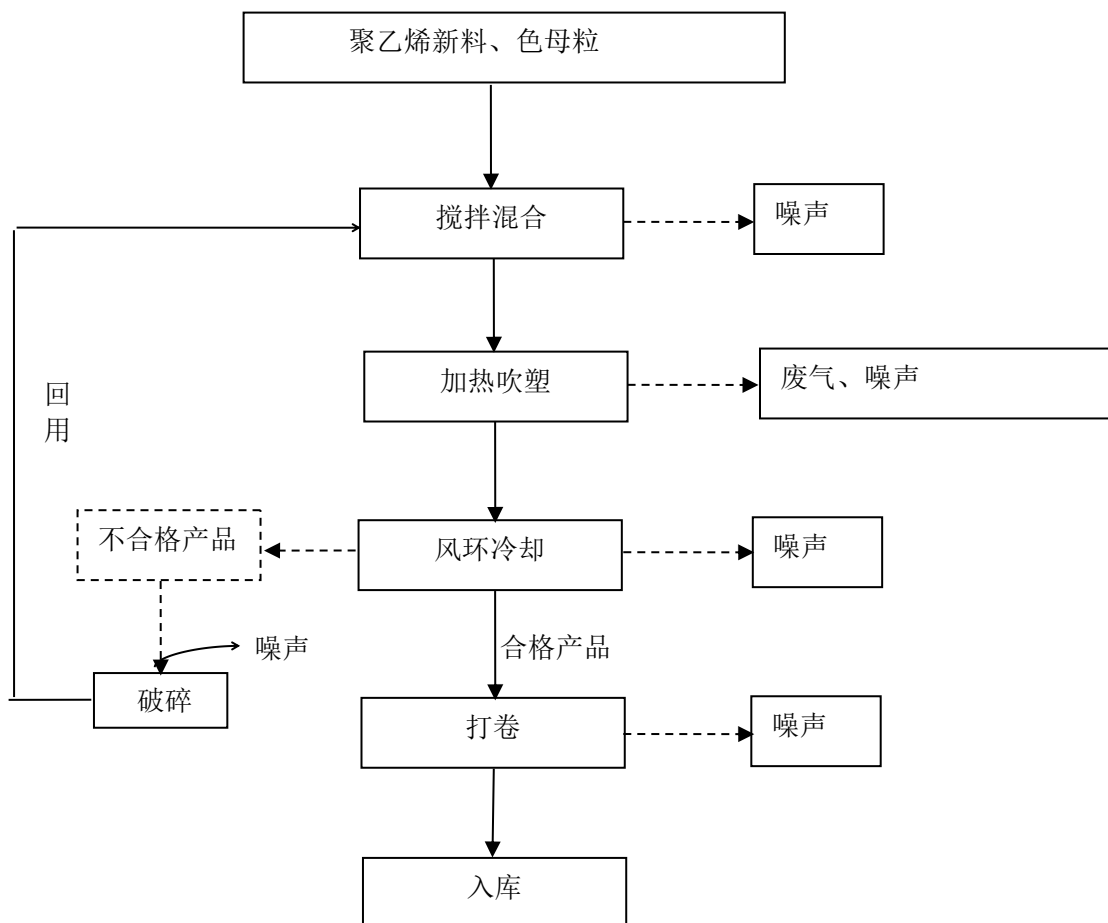 聚乙烯新料、色母粒
搅拌混合
噪声
加热吹塑
废气、噪声
回
用
不合格产品
风环冷却
噪声
噪声
合格产品
破碎
打卷
噪声
入库